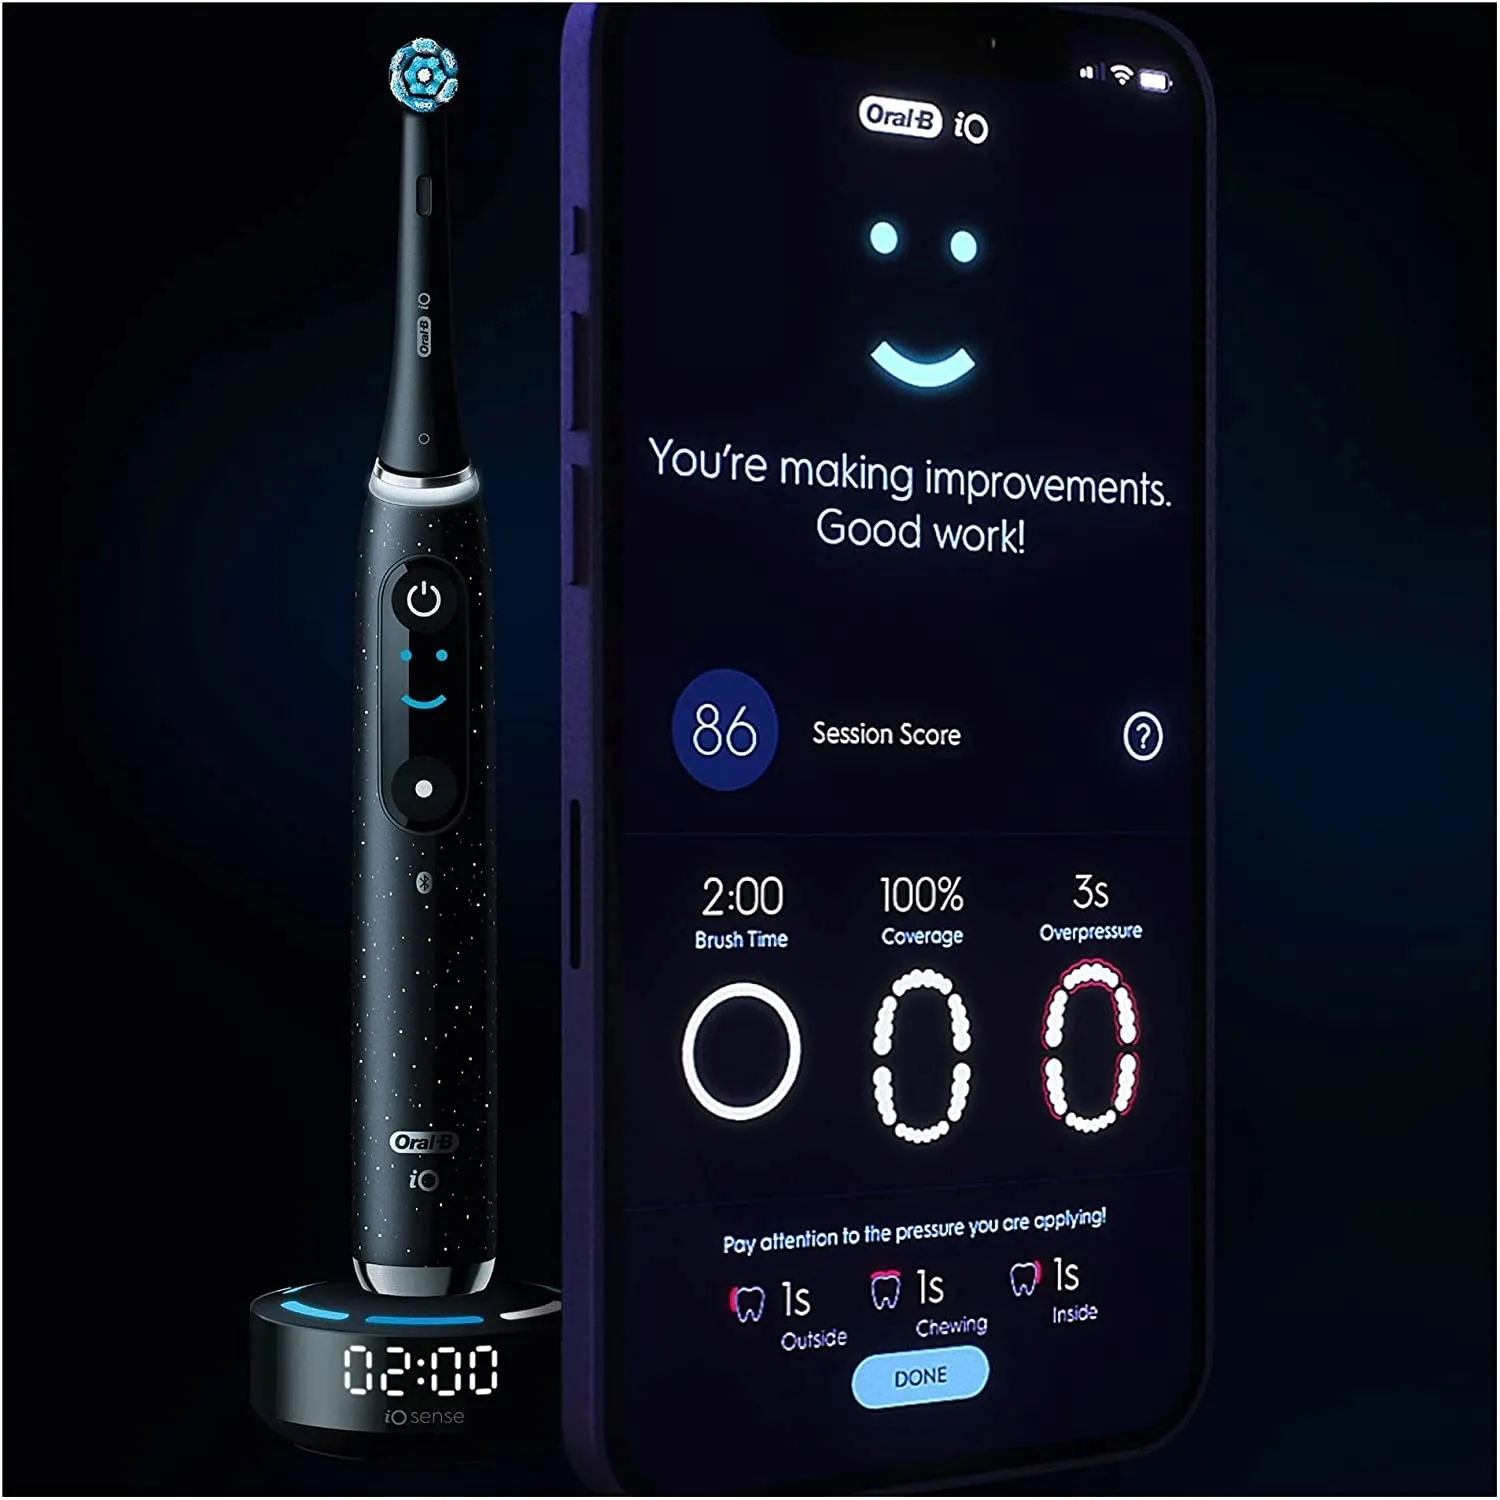 Oral-B iO
Oral-B iO
You're making improvements.
Good work!
86
Session Score
?
2:00
Brush Time
100%
Coverage
3s
Overpressure
Pay attention to the pressure you are applying!
1s
Outside
1s
Chewing
1s
Inside
DONE
Oral-B
iO
02:00
iO sense